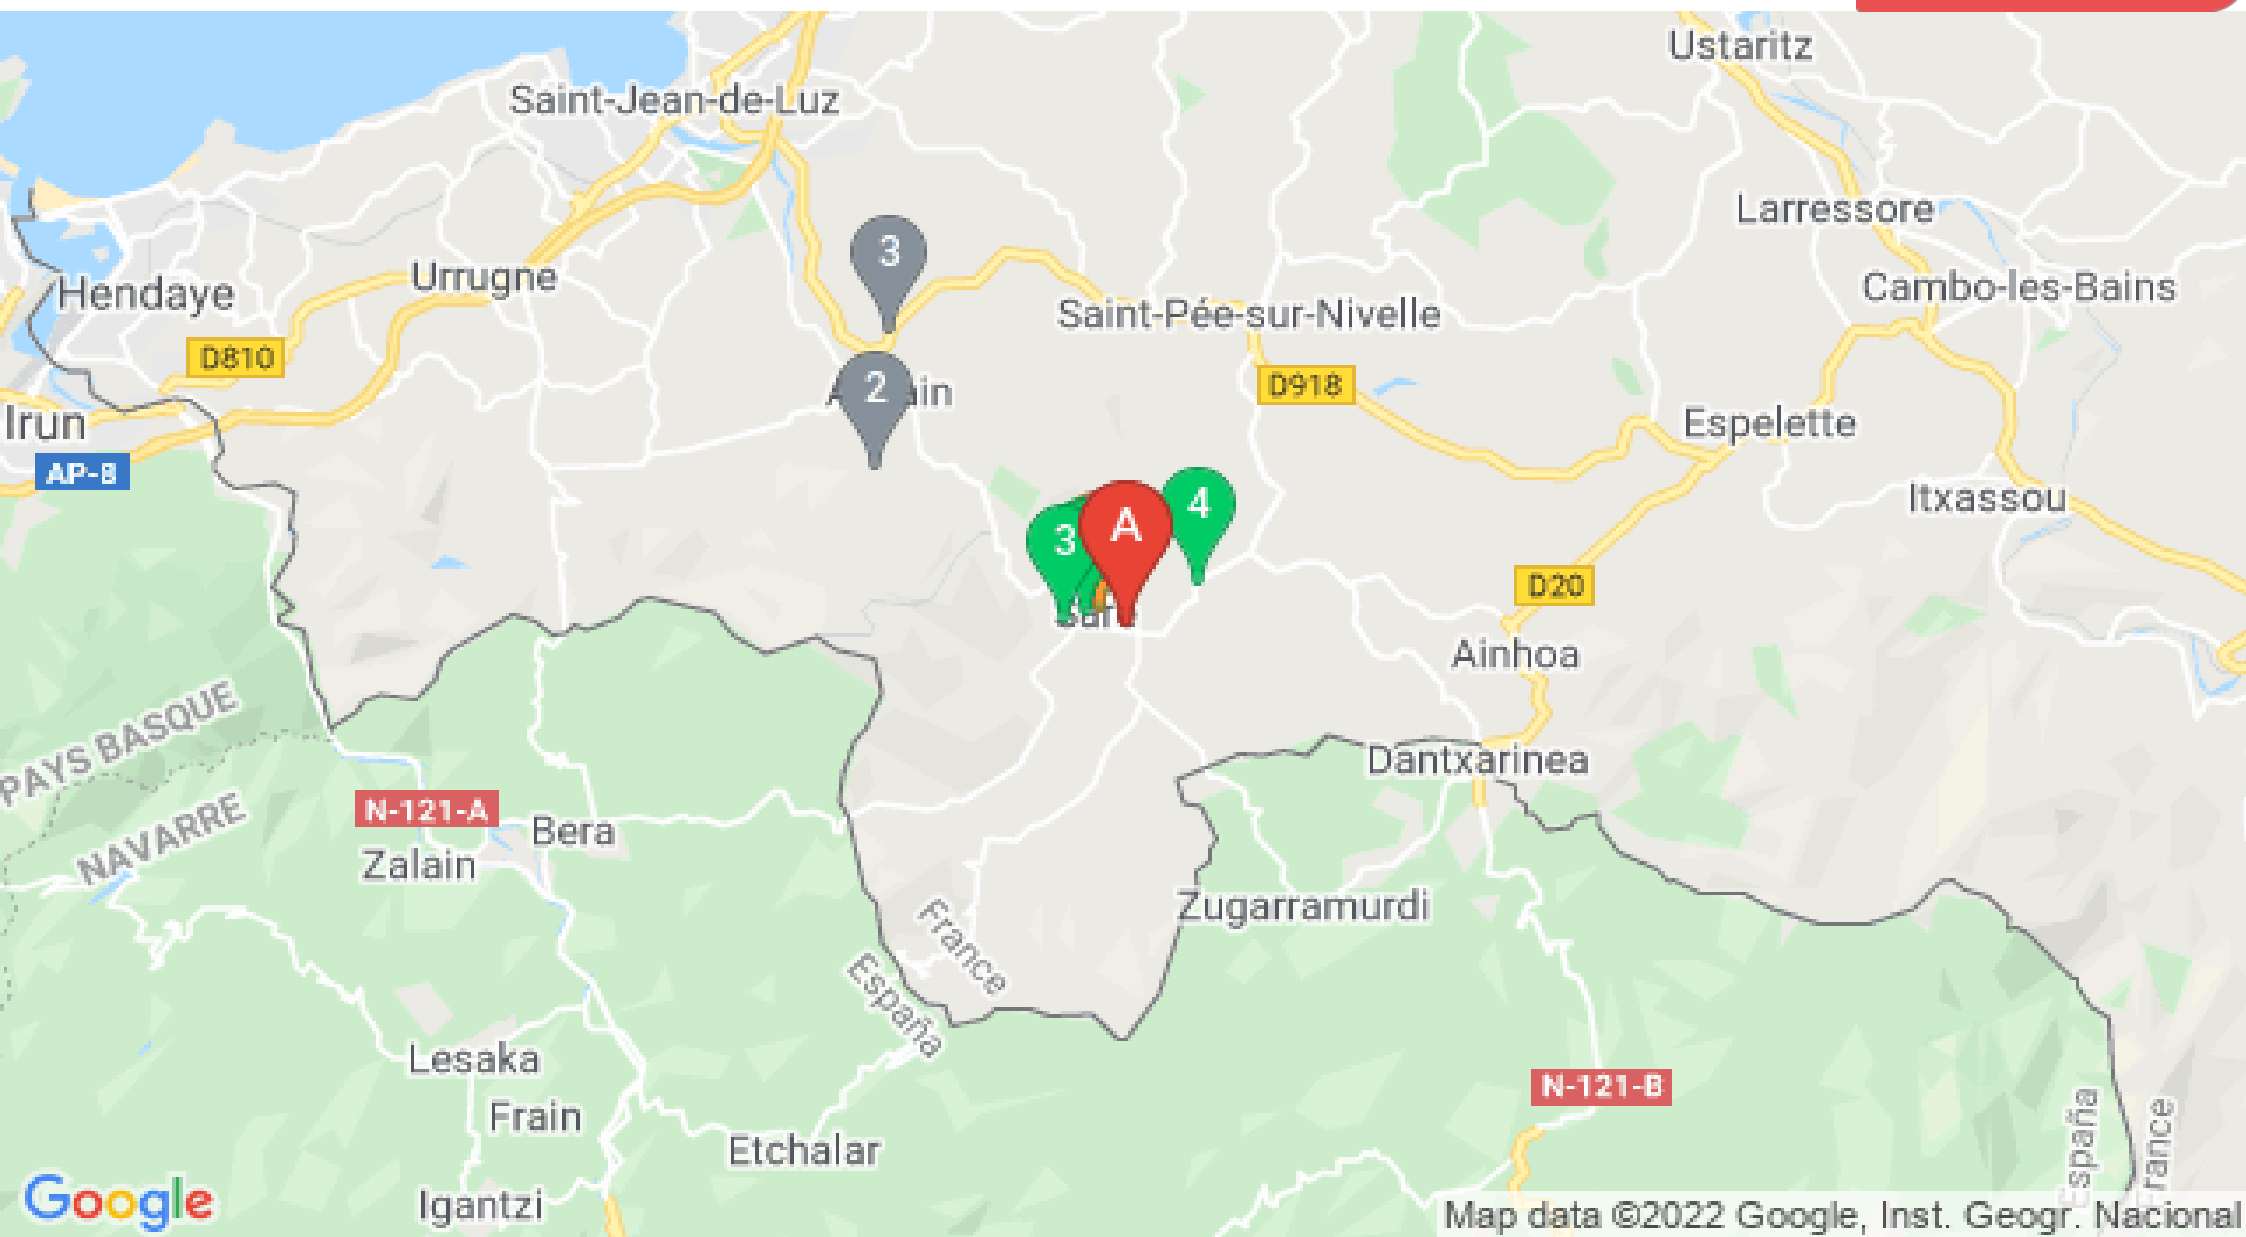 Ustaritz
Saint-Jean-de-Luz
Larressore
3
Urrugne
Hendaye
Cambo-les-Bains
Saint-Pée-sur-Nivelle
D810
D918
2
Irun
Espelette
AP-8
Itxassou
4
A
3
D20
Ainhoa
PAYS BASQUE
Dantxarinea
N-121-A
NAVARRE
Bera
Zalain
Zugarramurdi
France
España
Lesaka
N-121-B
Frain
Etchalar
España
France
Igantzi
Google
Map data ©2022 Google, Inst. Geogr. Nacional